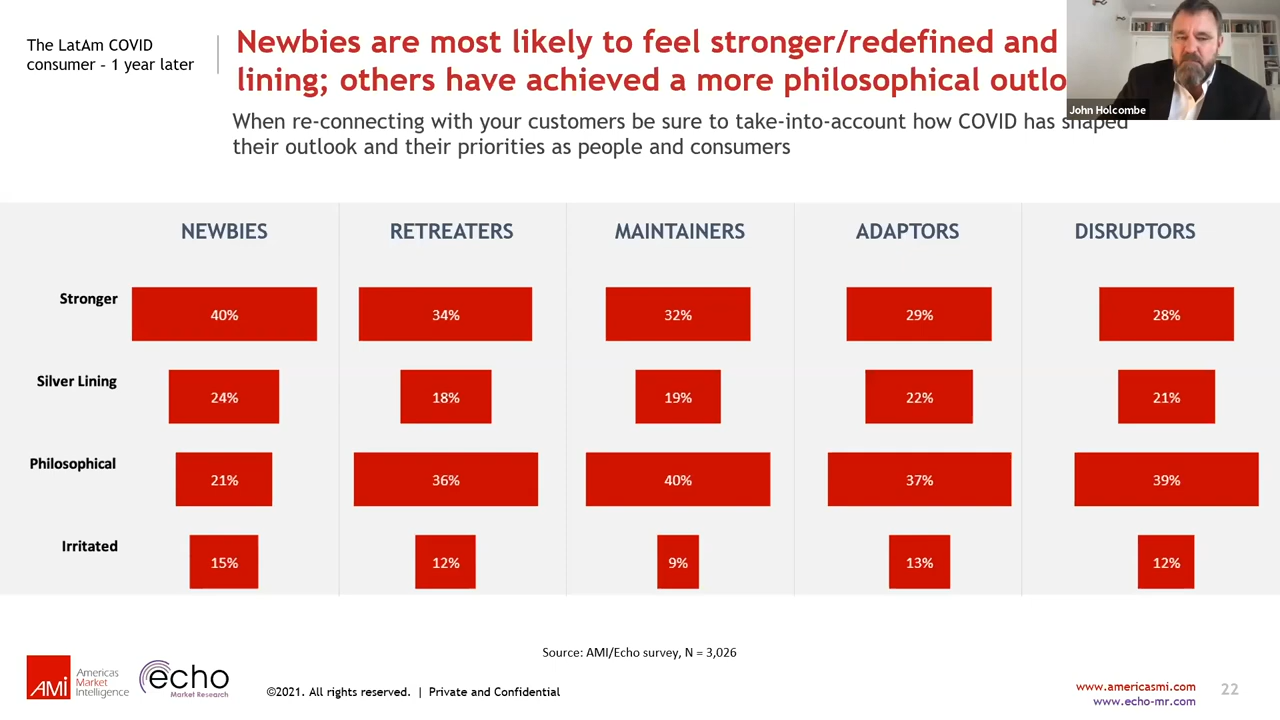 The LatAm COVID
consumer – 1 year later
Newbies are most likely to feel stronger/redefined and
lining; others have achieved a more philosophical outlo
When re-connecting with your customers be sure to take-into-account how COVID has shaped
their outlook and their priorities as people and consumers
John Holcombe
NEWBIES RETREATERS MAINTAINERS ADAPTORS DISRUPTORS
Stronger 40% 34% 32% 29% 28%
Silver Lining 24% 18% 19% 22% 21%
Philosophical 21% 36% 40% 37% 39%
Irritated 15% 12% 9% 13% 12%
Source: AMI/Echo survey, N = 3,026
AMI Americas
Market
Intelligence
echo
Market Research
©2021. All rights reserved. | Private and Confidential
www.americasmi.com
www.echo-mr.com
22